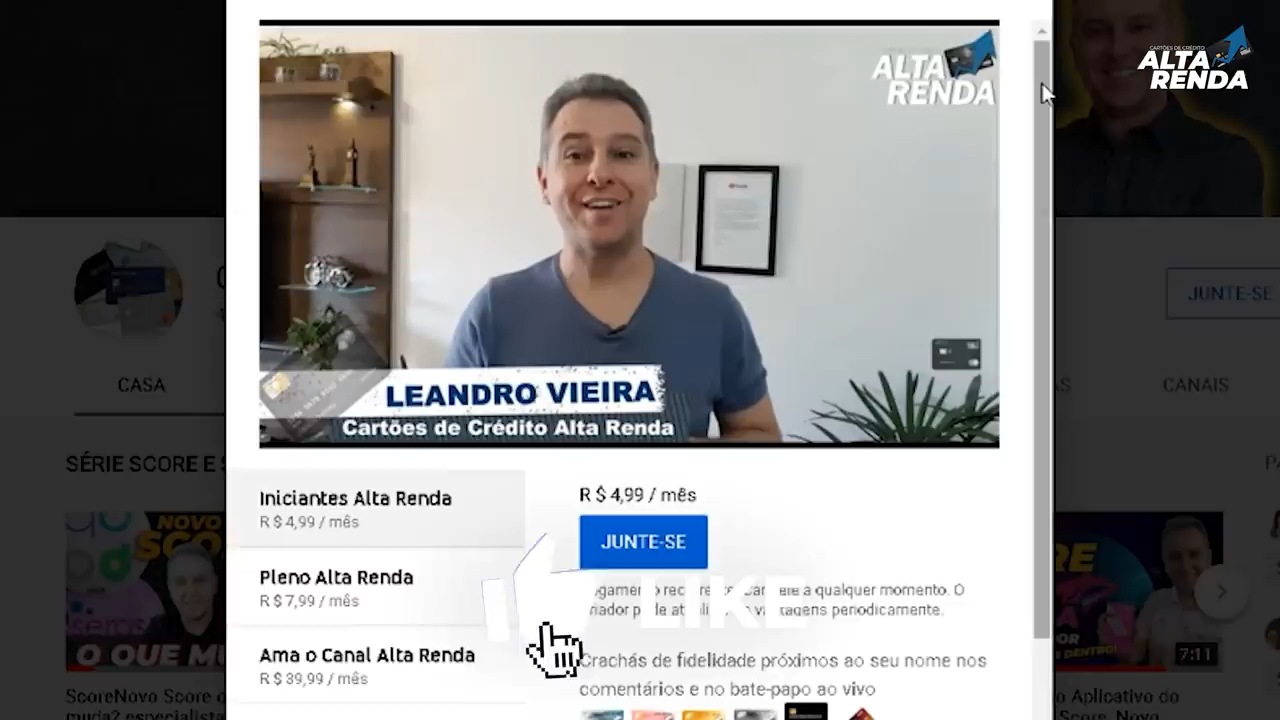 ALTA
RENDA
CARTÕES DE CRÉDITO
ALTA
RENDA
LEANDRO VIEIRA
Cartões de Crédito Alta Renda
JUNTE-SE
CASA
CANAIS
SÉRIE SCORE E
Iniciantes Alta Renda
R$ 4,99 / mês
R$ 4,99 / mês
JUNTE-SE
Pleno Alta Renda
R$ 7,99 / mês
a qualquer momento. O
periodicamente.
LIKE
Ama o Canal Alta Renda
R$ 39,99 / mês
Crachás de fidelidade próximos ao seu nome nos
comentários e no bate-papo ao vivo
NOVO
O QUE MU
7:11
ScoreNovo Score o
muda? especialista
Aplicativo do
Score Novo